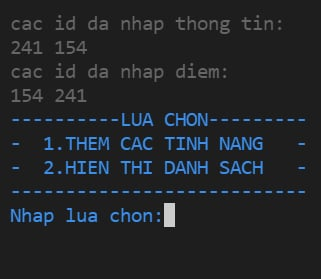 cac id da nhap thong tin:
241 154
cac id da nhap diem:
154 241
----------LUA CHON---------
-  1.THEM CAC TINH NANG   -
-  2.HIEN THI DANH SACH   -
---------------------------
Nhap lua chon: